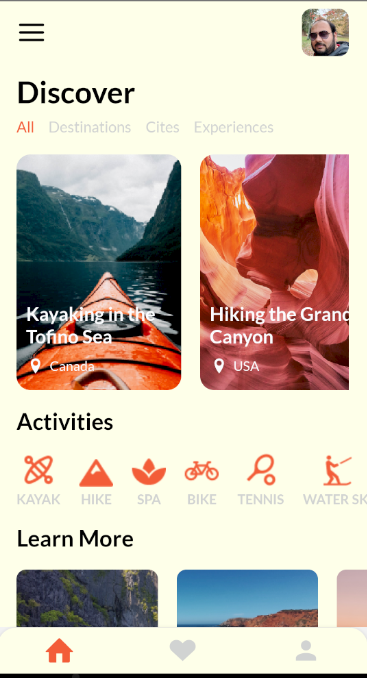 Discover
All Destinations Cites Experiences
Kayaking in the
Tofino Sea
Canada
Hiking the Grand
Canyon
USA
Activities
KAYAK HIKE SPA BIKE TENNIS WATER SK
Learn More